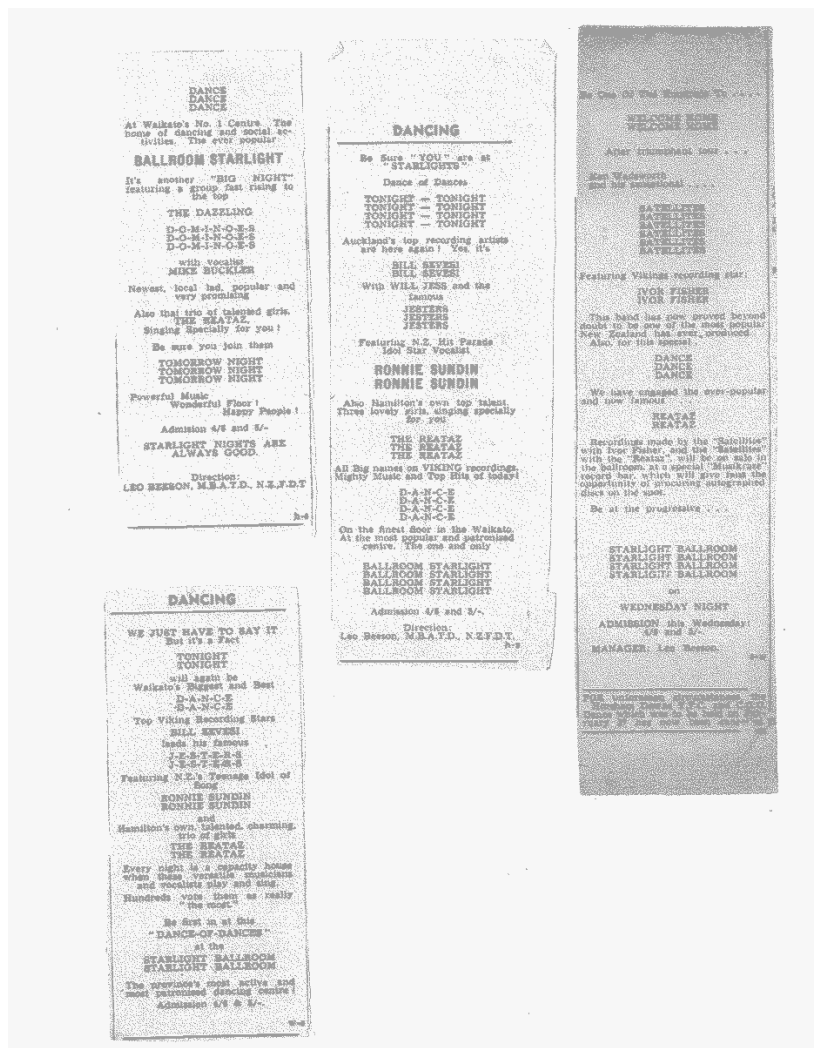 DANCE
DANCE
DANCE
At Waikato's No. 1 Centre. The
home of dancing and social ac-
tivities. The ever popular
BALLROOM STARLIGHT
It's another "BIG NIGHT"
featuring a group fast rising to
the top
THE DAZZLING
D-O-M-I-N-O-E-S
D-O-M-I-N-O-E-S
D-O-M-I-N-O-E-S
with vocalist
MIKE BUCKLER
Newest, local lad, popular and
very promising
Also that trio of talented girls,
THE REATAZ,
Singing Specially for you!
Be sure you join them
TOMORROW NIGHT
TOMORROW NIGHT
TOMORROW NIGHT
Powerful Music
Wonderful Floor!
Happy People!
Admission 4/6 and 5/-
STARLIGHT NIGHTS ARE
ALWAYS GOOD.
Direction:
LEO BEESON, M.B.A.T.D., N.Z.F.D.T
DANCING
WE JUST HAVE TO SAY IT
But it's a Fact
TONIGHT
TONIGHT
will again be
Waikato's Biggest and Best
D-A-N-C-E
D-A-N-C-E
Top Viking Recording Stars
BILL SEVESI
leads his famous
J-E-S-T-E-R-S
J-E-S-T-E-R-S
Featuring N.Z.'s Teenage Idol of
Song
RONNIE SUNDIN
RONNIE SUNDIN
and
Hamilton's own, talented, charming,
trio of girls
THE REATAZ
THE REATAZ
Every night is a capacity house
when these versatile musicians
and vocalists play and sing.
Hundreds vote them as really
"the most."
Be first in at this
"DANCE-OF-DANCES"
at the
STARLIGHT BALLROOM
STARLIGHT BALLROOM
The province's most active and
most patronised dancing centre!
Admission 4/6 & 5/-.
DANCING
Be Sure "YOU" are at
"STARLIGHTS"
Dance of Dances
TONIGHT — TONIGHT
TONIGHT — TONIGHT
TONIGHT — TONIGHT
TONIGHT — TONIGHT
Auckland's top recording artists
are here again! Yes, it's
BILL SEVESI
BILL SEVESI
With WILL JESS and the
famous
JESTERS
JESTERS
JESTERS
Featuring N.Z. Hit Parade
Idol Star Vocalist
RONNIE SUNDIN
RONNIE SUNDIN
Also Hamilton's own top talent.
Three lovely girls, singing specially
for you
THE REATAZ
THE REATAZ
THE REATAZ
All Big names on VIKING recordings.
Mighty Music and Top Hits of today!
D-A-N-C-E
D-A-N-C-E
D-A-N-C-E
D-A-N-C-E
On the finest floor in the Waikato.
At the most popular and patronised
centre. The one and only
BALLROOM STARLIGHT
BALLROOM STARLIGHT
BALLROOM STARLIGHT
BALLROOM STARLIGHT
Admission 4/6 and 5/-.
Direction:
Leo Beeson, M.B.A.T.D., N.Z.F.D.T.
Be One Of The Hundreds To . . . .
WELCOME HOME
WELCOME HOME
After triumphant tour . . .
Ken Wadsworth
and his sensational . . . .
SATELLITES
SATELLITES
SATELLITES
SATELLITES
SATELLITES
SATELLITES
Featuring Vikings recording star:
IVOR FISHER
IVOR FISHER
This band has now proved beyond
doubt to be one of the most popular
New Zealand has ever produced.
Also, for this special . .
DANCE
DANCE
DANCE
We have engaged the ever-popular
and now famous
REATAZ
REATAZ
Recordings made by the "Satellites"
with Ivor Fisher, and the "Satellites"
with the "Reataz", will be on sale in
the ballroom, at a special "Musikraze"
record bar, which will give fans the
opportunity of procuring autographed
discs on the spot.
Be at the progressive . . .
STARLIGHT BALLROOM
STARLIGHT BALLROOM
STARLIGHT BALLROOM
STARLIGHT BALLROOM
on
WEDNESDAY NIGHT
ADMISSION this Wednesday:
4/6 and 5/-
MANAGER: Leo Beeson.